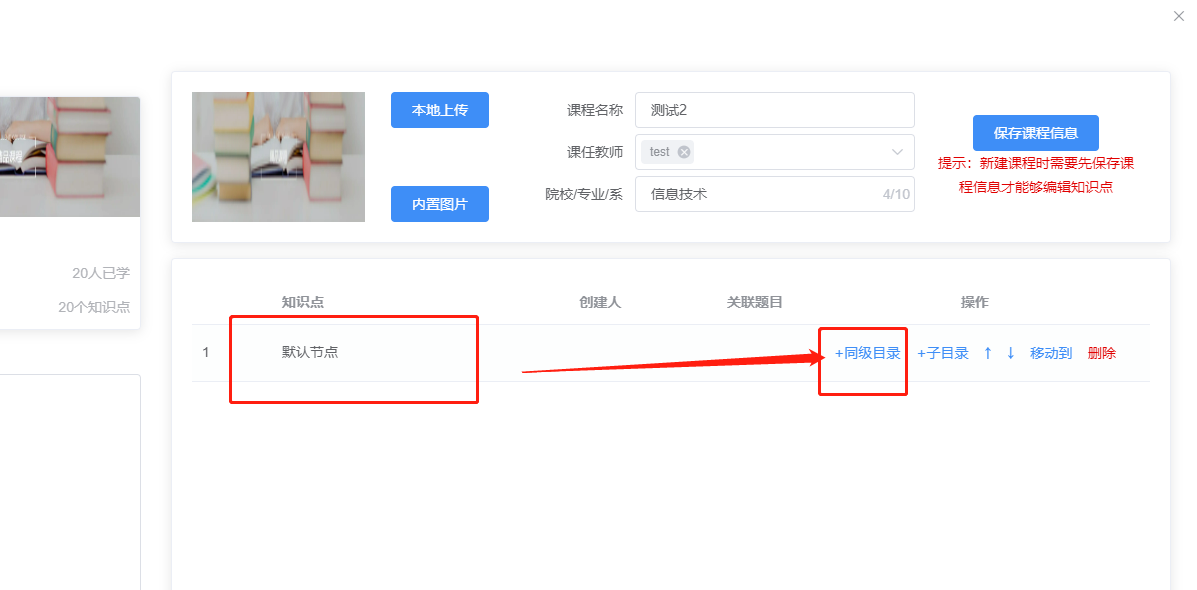 本地上传
课程名称
测试2
保存课程信息
课任教师
test
提示：新建课程时需要先保存课
程信息才能够编辑知识点
内置图片
院校/专业/系
信息技术
4/10
20人已学
20个知识点
知识点
创建人
关联题目
操作
1
默认节点
+同级目录
+子目录
↑
↓
移动到
删除